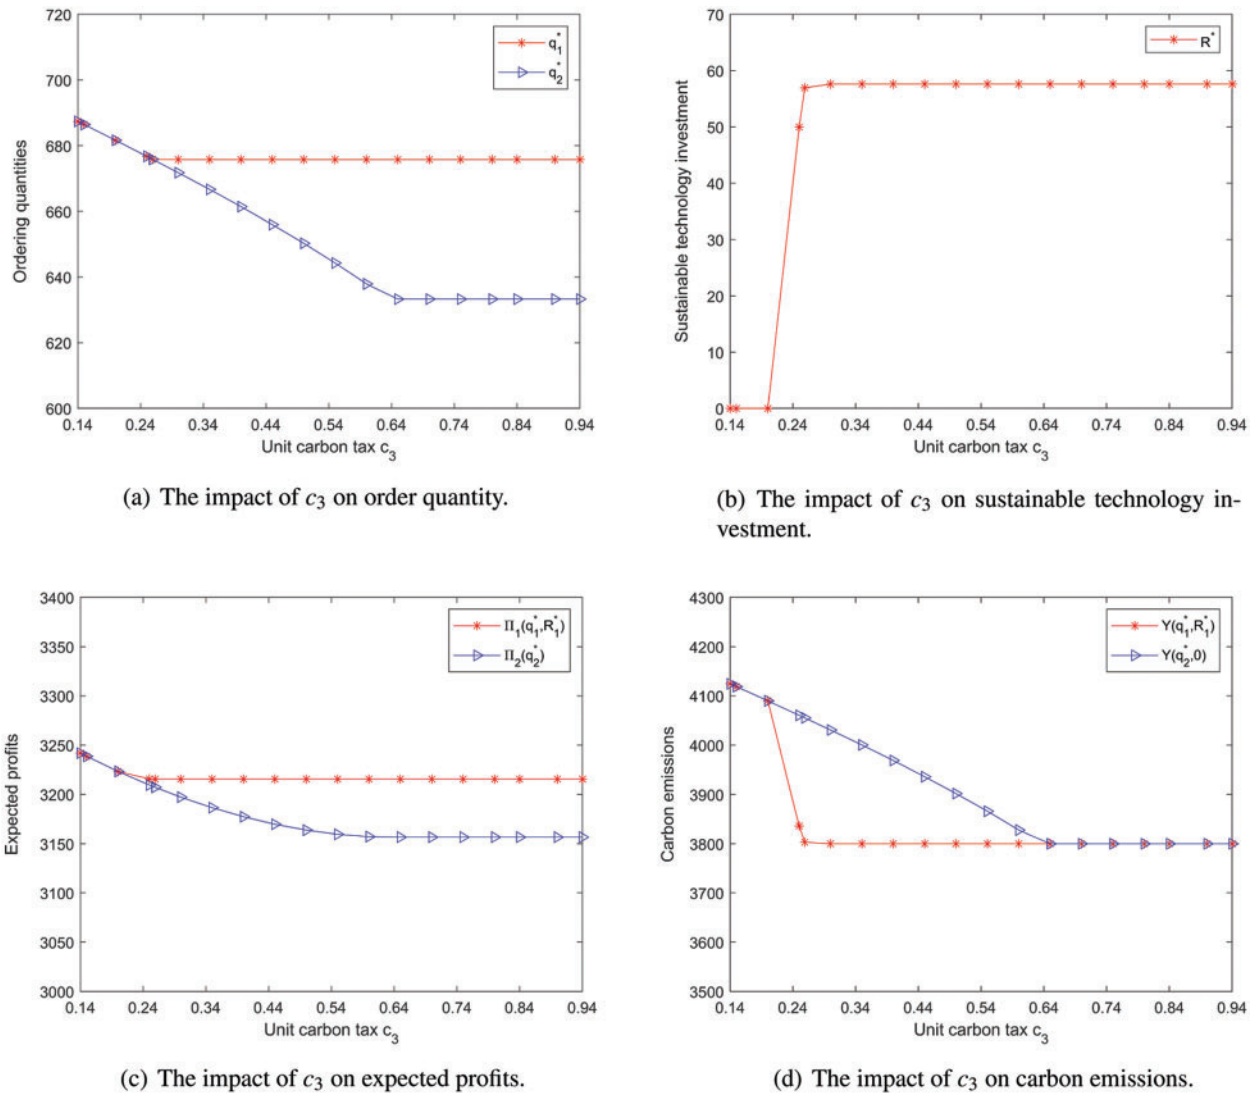 720
700
680
660
640
620
600
Ordering quantities
q₁*
q₂*
0.14 0.24 0.34 0.44 0.54 0.64 0.74 0.84 0.94
Unit carbon tax c₃
(a) The impact of c₃ on order quantity.
70
60
50
40
30
20
10
0
Sustainable technology investment
R*
0.14 0.24 0.34 0.44 0.54 0.64 0.74 0.84 0.94
Unit carbon tax c₃
(b) The impact of c₃ on sustainable technology in-
vestment.
3400
3350
3300
3250
3200
3150
3100
3050
3000
Expected profits
Π₁(q₁*,R₁*)
Π₂(q₂*)
0.14 0.24 0.34 0.44 0.54 0.64 0.74 0.84 0.94
Unit carbon tax c₃
(c) The impact of c₃ on expected profits.
4300
4200
4100
4000
3900
3800
3700
3600
3500
Carbon emissions
Y(q₁*,R₁*)
Y(q₂*,0)
0.14 0.24 0.34 0.44 0.54 0.64 0.74 0.84 0.94
Unit carbon tax c₃
(d) The impact of c₃ on carbon emissions.